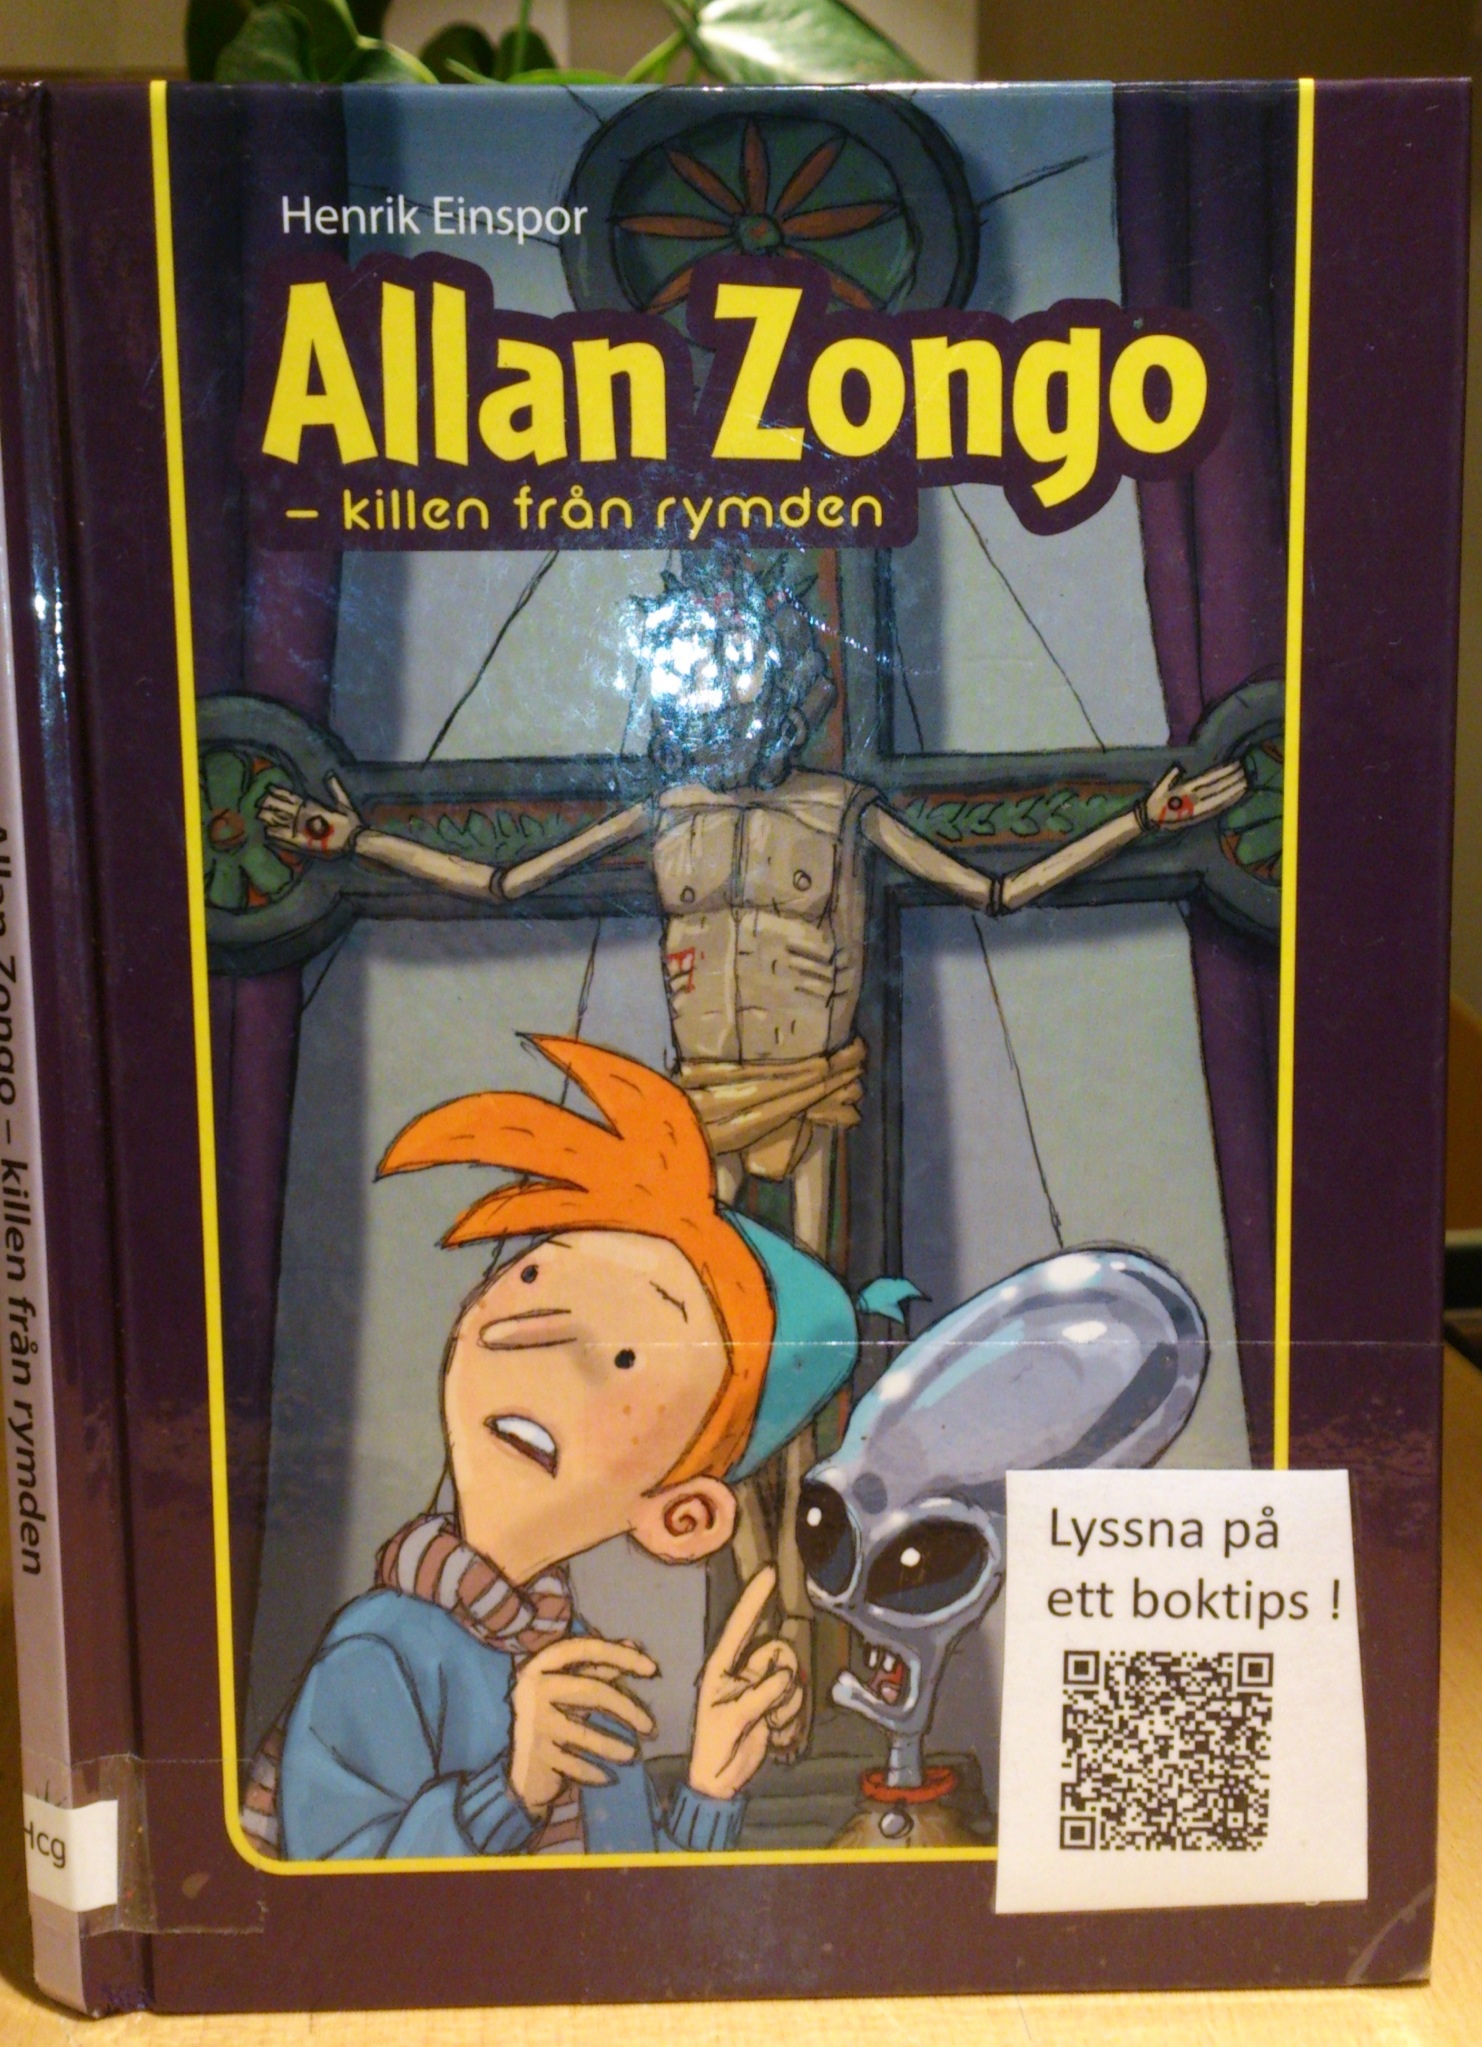 Henrik Einspor
Allan Zongo
– killen från rymden
Allan Zongo – killen från rymden
Lyssna på
ett boktips !
Hcg